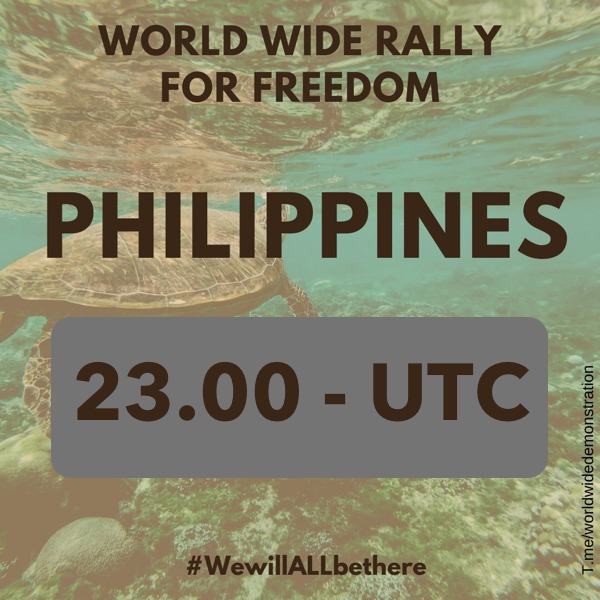 WORLD WIDE RALLY
FOR FREEDOM
PHILIPPINES
23.00 - UTC
T.me/worldwidedemonstration
#WewillALLbethere